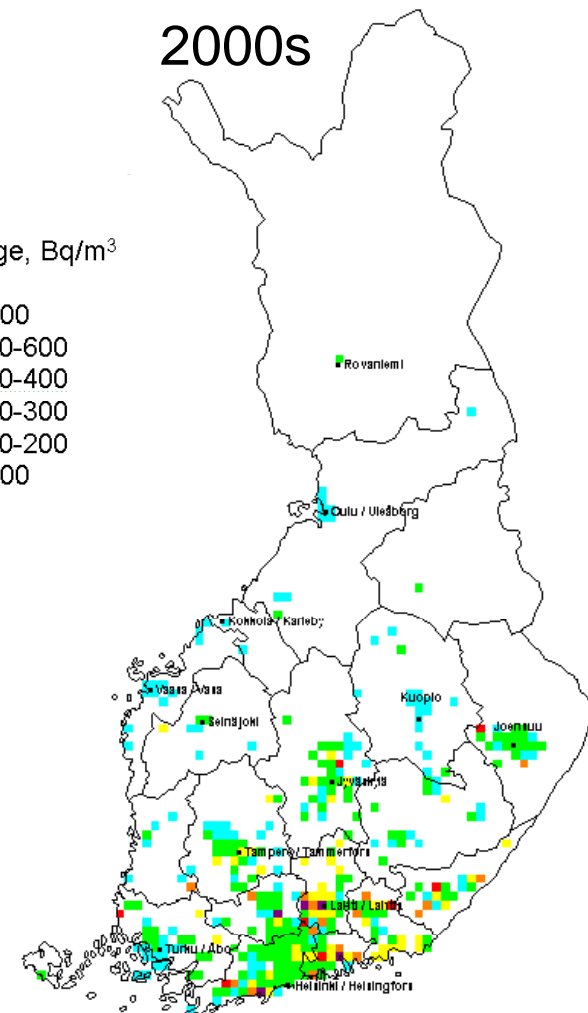 2000s
ge, Bq/m³
00
0-600
0-400
0-300
0-200
00
Rovaniemi
Oulu / Uleåborg
Kokkola / Karleby
Vaasa / Vasa
Seinäjoki
Kuopio
Joensuu
Jyväskylä
Tampere / Tammerfors
Lahti / Lahtis
Turku / Åbo
Helsinki / Helsingfors